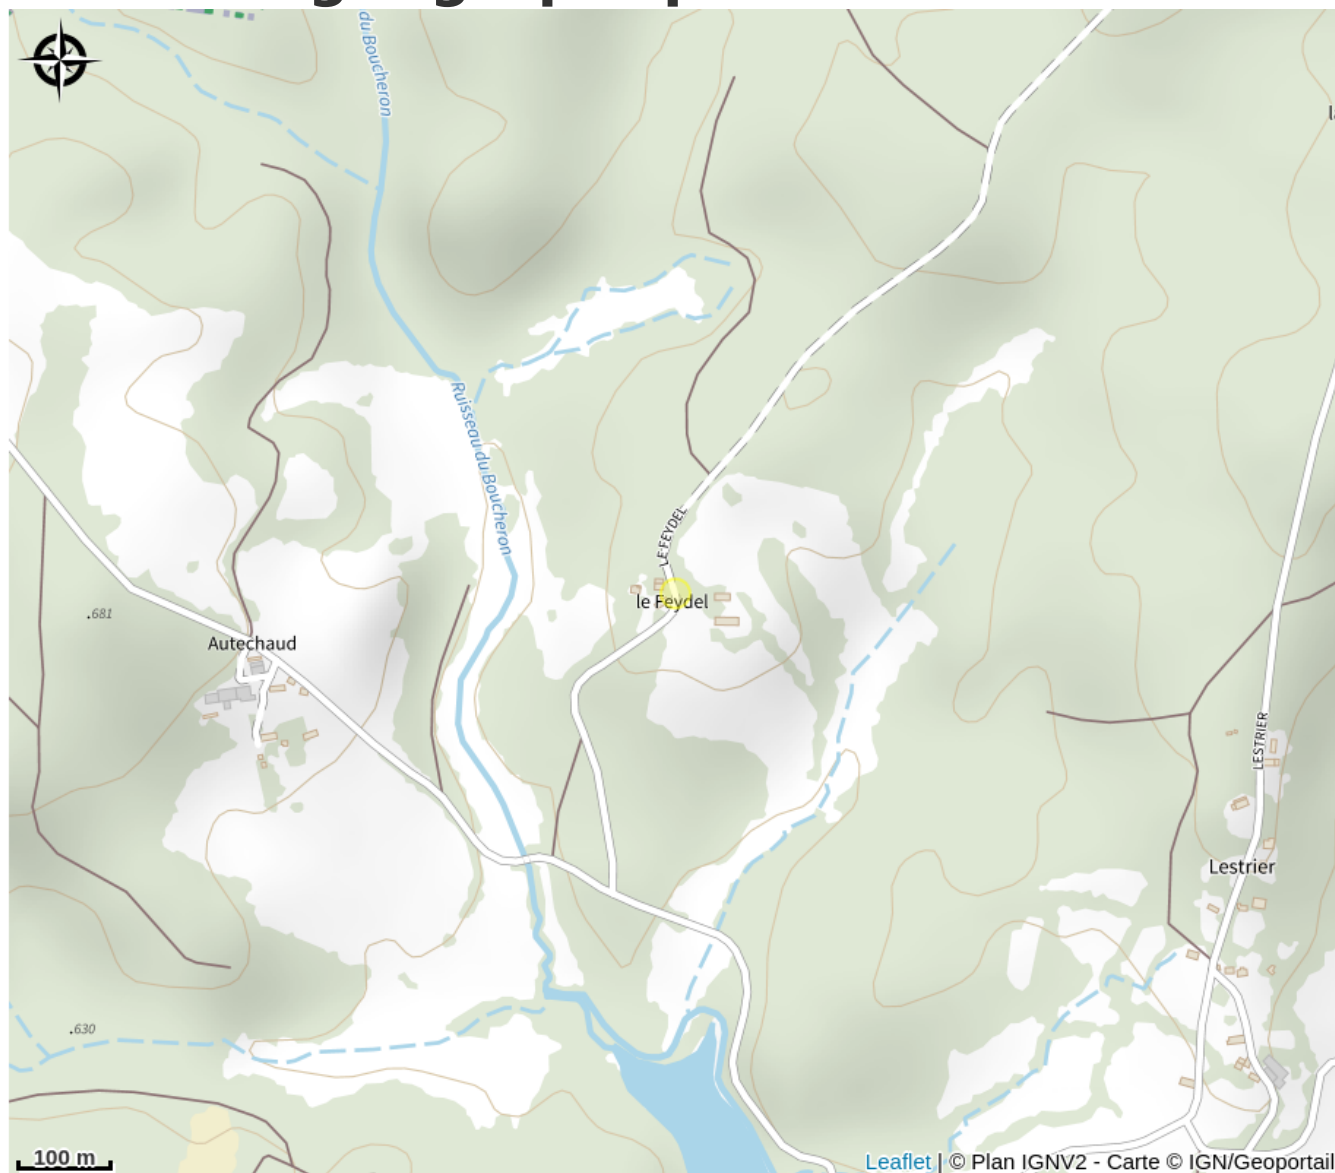 du Boucheron
Ruisseau du Boucheron
LE FEYDEL
le Feydel
.681
Autechaud
LESTRIER
Lestrier
.630
100 m
Leaflet | © Plan IGNV2 - Carte © IGN/Geoportail